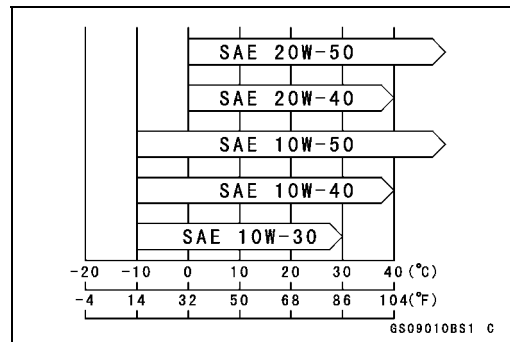 SAE 20W-50
SAE 20W-40
SAE 10W-50
SAE 10W-40
SAE 10W-30
-20 -10 0 10 20 30 40 (°C)
-4 14 32 50 68 86 104(°F)
GS09010BS1 C